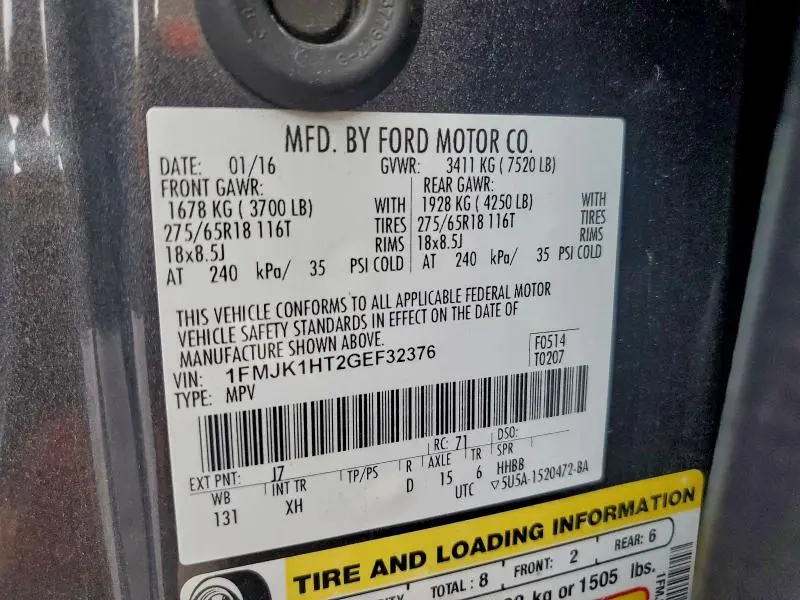 MFD. BY FORD MOTOR CO.
DATE: 01/16 GVWR: 3411 KG ( 7520 LB)
FRONT GAWR: REAR GAWR:
1678 KG ( 3700 LB) WITH 1928 KG ( 4250 LB) WITH
275/65R18 116T TIRES 275/65R18 116T TIRES
18x8.5J RIMS 18x8.5J RIMS
AT 240 kPa/ 35 PSI COLD AT 240 kPa/ 35 PSI COLD
THIS VEHICLE CONFORMS TO ALL APPLICABLE FEDERAL MOTOR
VEHICLE SAFETY STANDARDS IN EFFECT ON THE DATE OF
MANUFACTURE SHOWN ABOVE.
VIN: 1FMJK1HT2GEF32376 F0514
TYPE: MPV T0207
EXT PNT: J7 RC: 71 DSO:
WB INT TR TP/PS R AXLE TR SPR
131 XH D 15 6 HHBB
UTC ▽5U5A-1520472-BA
TIRE AND LOADING INFORMATION
TOTAL : 8 FRONT: 2 REAR: 6
kg or 1505 lbs.